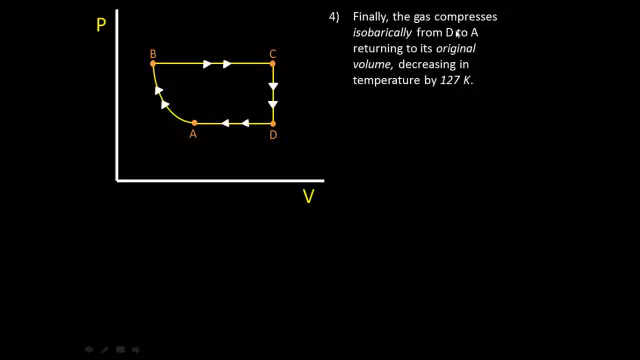 P
B
C
A
D
V
4) Finally, the gas compresses
isobarically from D to A
returning to its original
volume, decreasing in
temperature by 127 K.